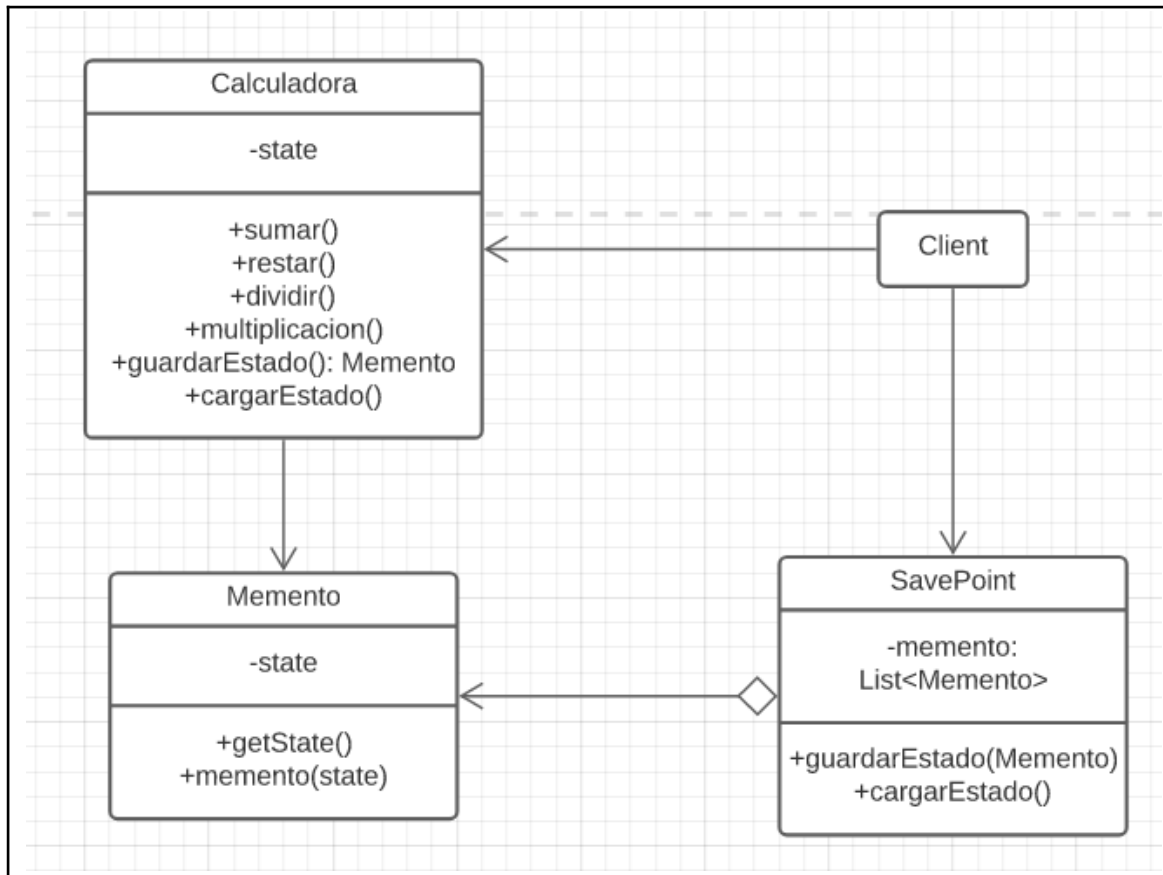 Calculadora
-state
+sumar()
+restar()
+dividir()
+multiplicacion()
+guardarEstado(): Memento
+cargarEstado()
Client
Memento
-state
+getState()
+memento(state)
SavePoint
-memento:
List<Memento>
+guardarEstado(Memento)
+cargarEstado()